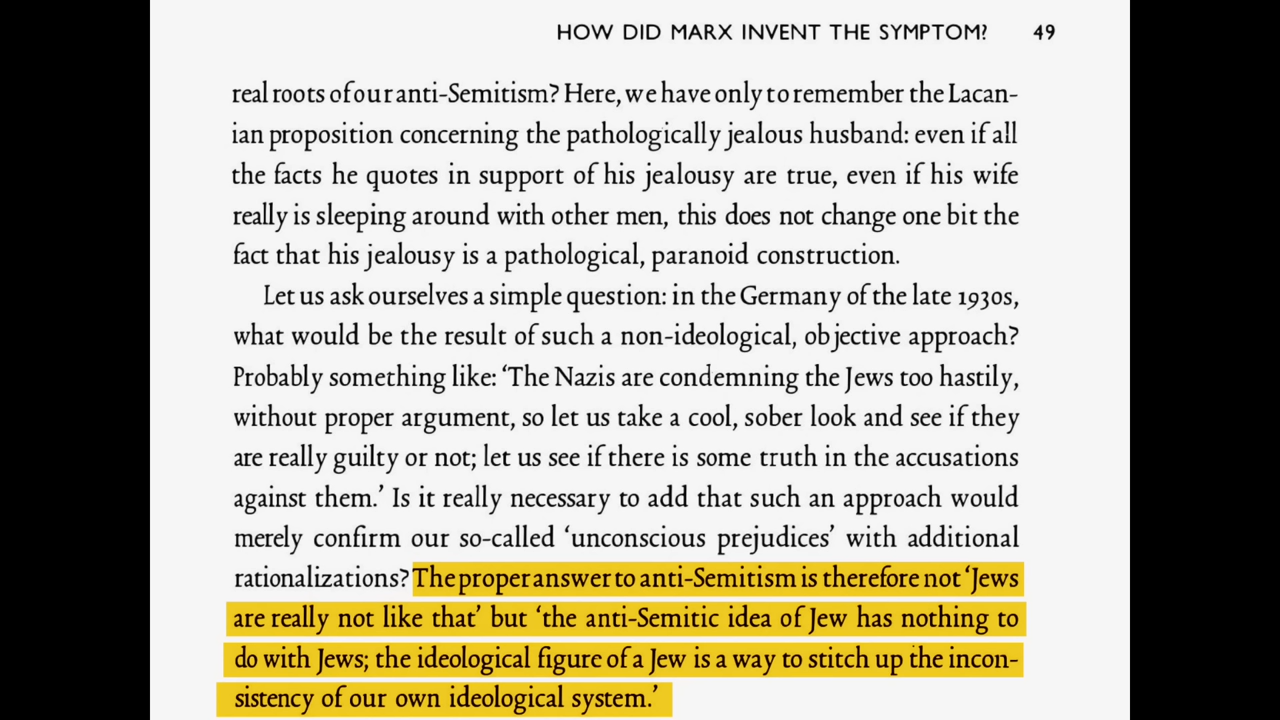 HOW DID MARX INVENT THE SYMPTOM? 49
real roots of our anti-Semitism? Here, we have only to remember the Lacan-
ian proposition concerning the pathologically jealous husband: even if all
the facts he quotes in support of his jealousy are true, even if his wife
really is sleeping around with other men, this does not change one bit the
fact that his jealousy is a pathological, paranoid construction.
Let us ask ourselves a simple question: in the Germany of the late 1930s,
what would be the result of such a non-ideological, objective approach?
Probably something like: ‘The Nazis are condemning the Jews too hastily,
without proper argument, so let us take a cool, sober look and see if they
are really guilty or not; let us see if there is some truth in the accusations
against them.’ Is it really necessary to add that such an approach would
merely confirm our so-called ‘unconscious prejudices’ with additional
rationalizations? The proper answer to anti-Semitism is therefore not ‘Jews
are really not like that’ but ‘the anti-Semitic idea of Jew has nothing to
do with Jews; the ideological figure of a Jew is a way to stitch up the incon-
sistency of our own ideological system.’